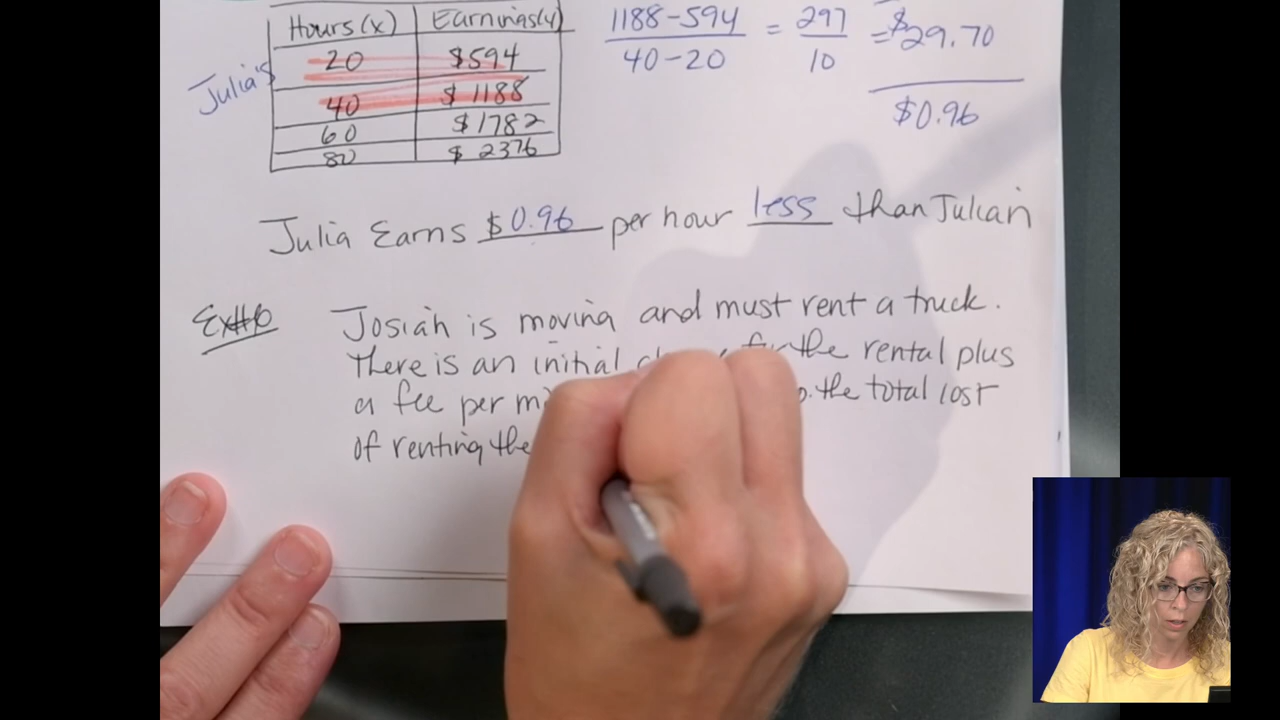 Hours(x) Earnings(y)
Julia's
20 $594
40 $1188
60 $1782
80 $2376
1188-594 = 297 = $29.70
40-20 10
$0.96
Julia Earns $0.96 per hour less than Julian
Ex#6 Josiah is moving and must rent a truck.
There is an initial the rental plus
a fee per the total cost
of renting the